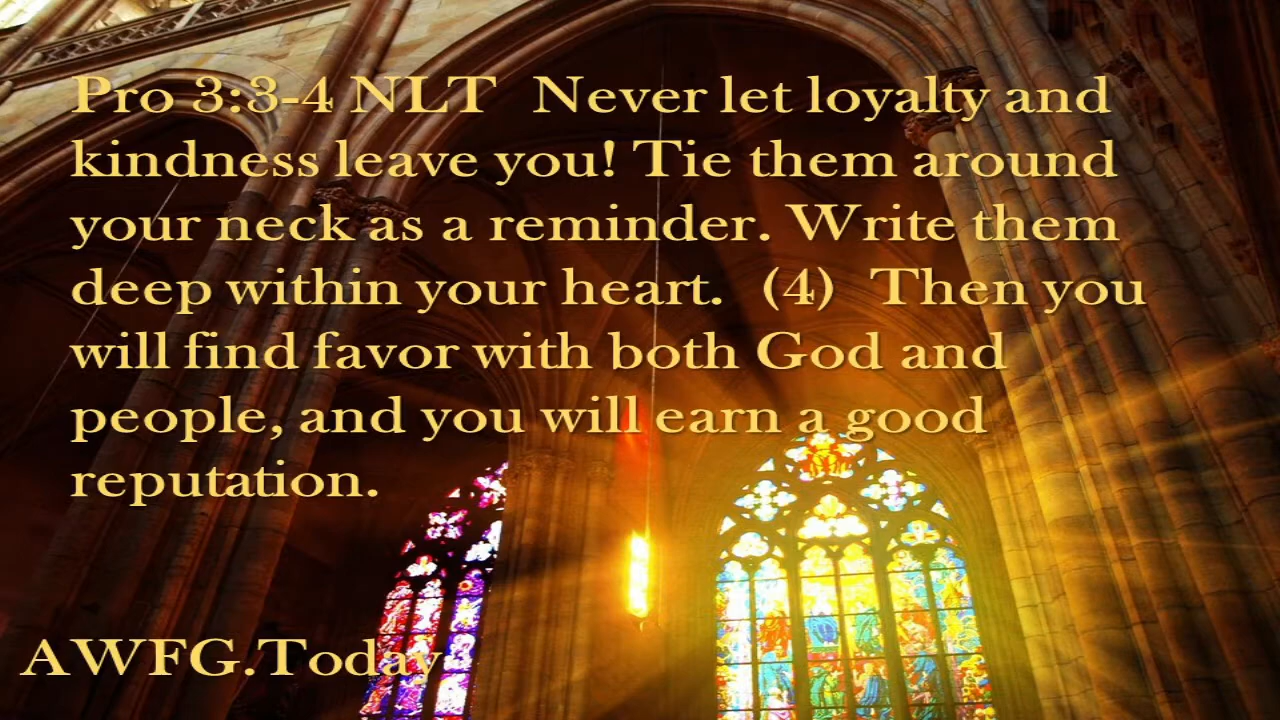 Pro 3:3-4 NLT  Never let loyalty and
kindness leave you! Tie them around
your neck as a reminder. Write them
deep within your heart.  (4)  Then you
will find favor with both God and
people, and you will earn a good
reputation.
AWFG.Today